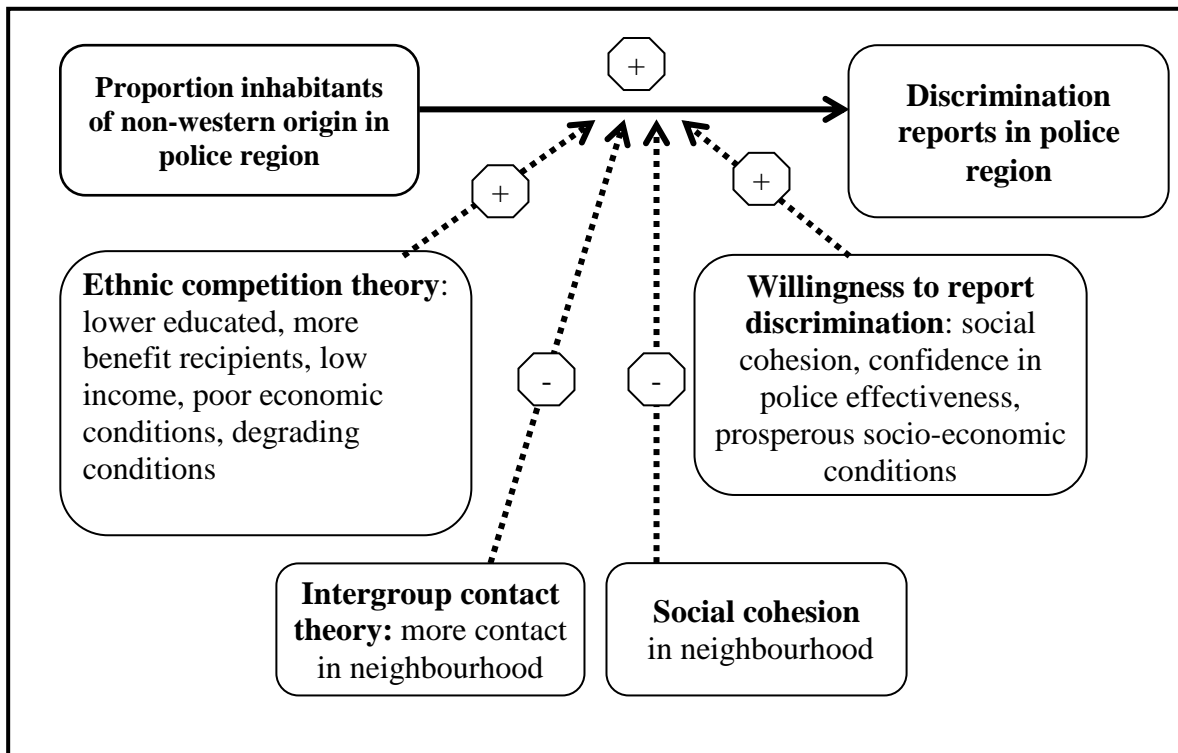 Proportion inhabitants
of non-western origin in
police region
+
Discrimination
reports in police
region
+
+
Ethnic competition theory:
lower educated, more
benefit recipients, low
income, poor economic
conditions, degrading
conditions
Willingness to report
discrimination: social
cohesion, confidence in
police effectiveness,
prosperous socio-economic
conditions
-
-
Intergroup contact
theory: more contact
in neighbourhood
Social cohesion
in neighbourhood